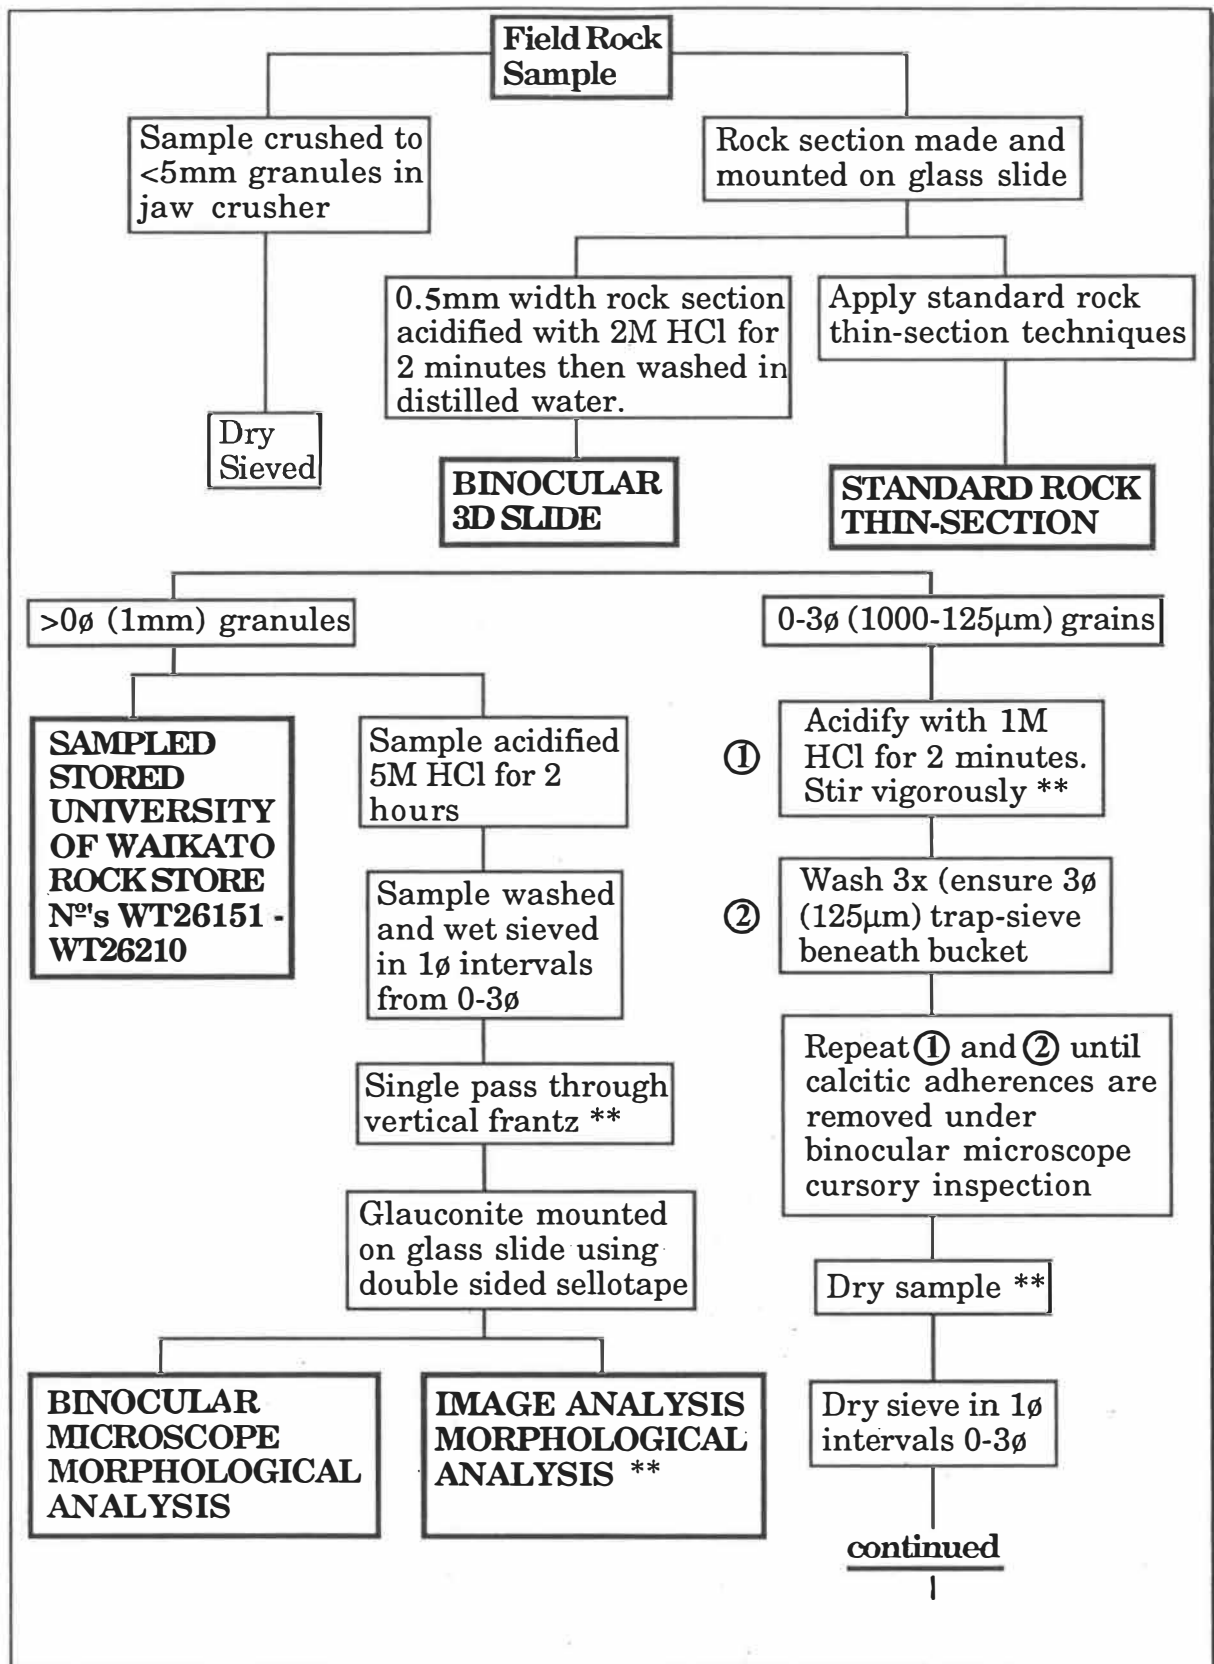 Field Rock
Sample
Sample crushed to
<5mm granules in
jaw crusher
Rock section made and
mounted on glass slide
0.5mm width rock section
acidified with 2M HCl for
2 minutes then washed in
distilled water.
Apply standard rock
thin-section techniques
Dry
Sieved
BINOCULAR
3D SLIDE
STANDARD ROCK
THIN-SECTION
>0ø (1mm) granules
0-3ø (1000-125µm) grains
SAMPLED
STORED
UNIVERSITY
OF WAIKATO
ROCK STORE
Nº's WT26151 -
WT26210
Sample acidified
5M HCl for 2
hours
Sample washed
and wet sieved
in 1ø intervals
from 0-3ø
Single pass through
vertical frantz **
Glauconite mounted
on glass slide using
double sided sellotape
BINOCULAR
MICROSCOPE
MORPHOLOGICAL
ANALYSIS
IMAGE ANALYSIS
MORPHOLOGICAL
ANALYSIS **
①
Acidify with 1M
HCl for 2 minutes.
Stir vigorously **
②
Wash 3x (ensure 3ø
(125µm) trap-sieve
beneath bucket
Repeat ① and ② until
calcitic adherences are
removed under
binocular microscope
cursory inspection
Dry sample **
Dry sieve in 1ø
intervals 0-3ø
continued